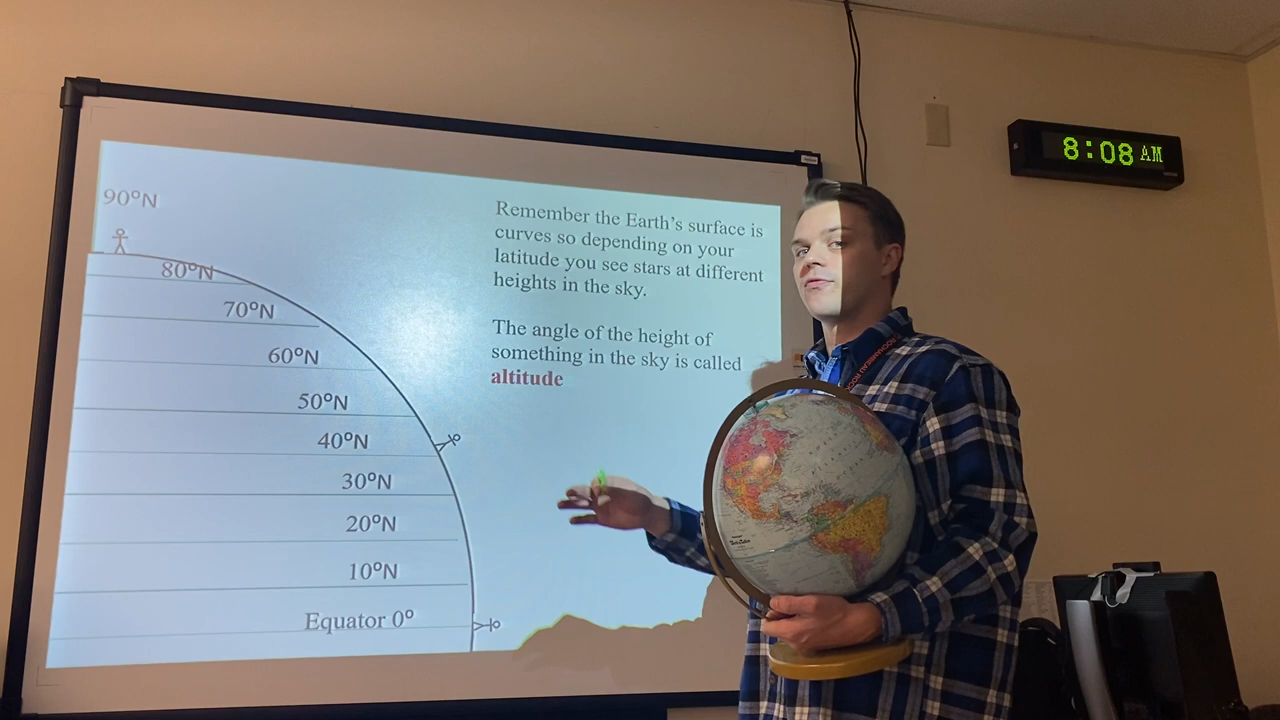 90°N
80°N
70°N
60°N
50°N
40°N
30°N
20°N
10°N
Equator 0°
Remember the Earth's surface is
curves so depending on your
latitude you see stars at different
heights in the sky.
The angle of the height of
something in the sky is called
altitude
8:08 AM